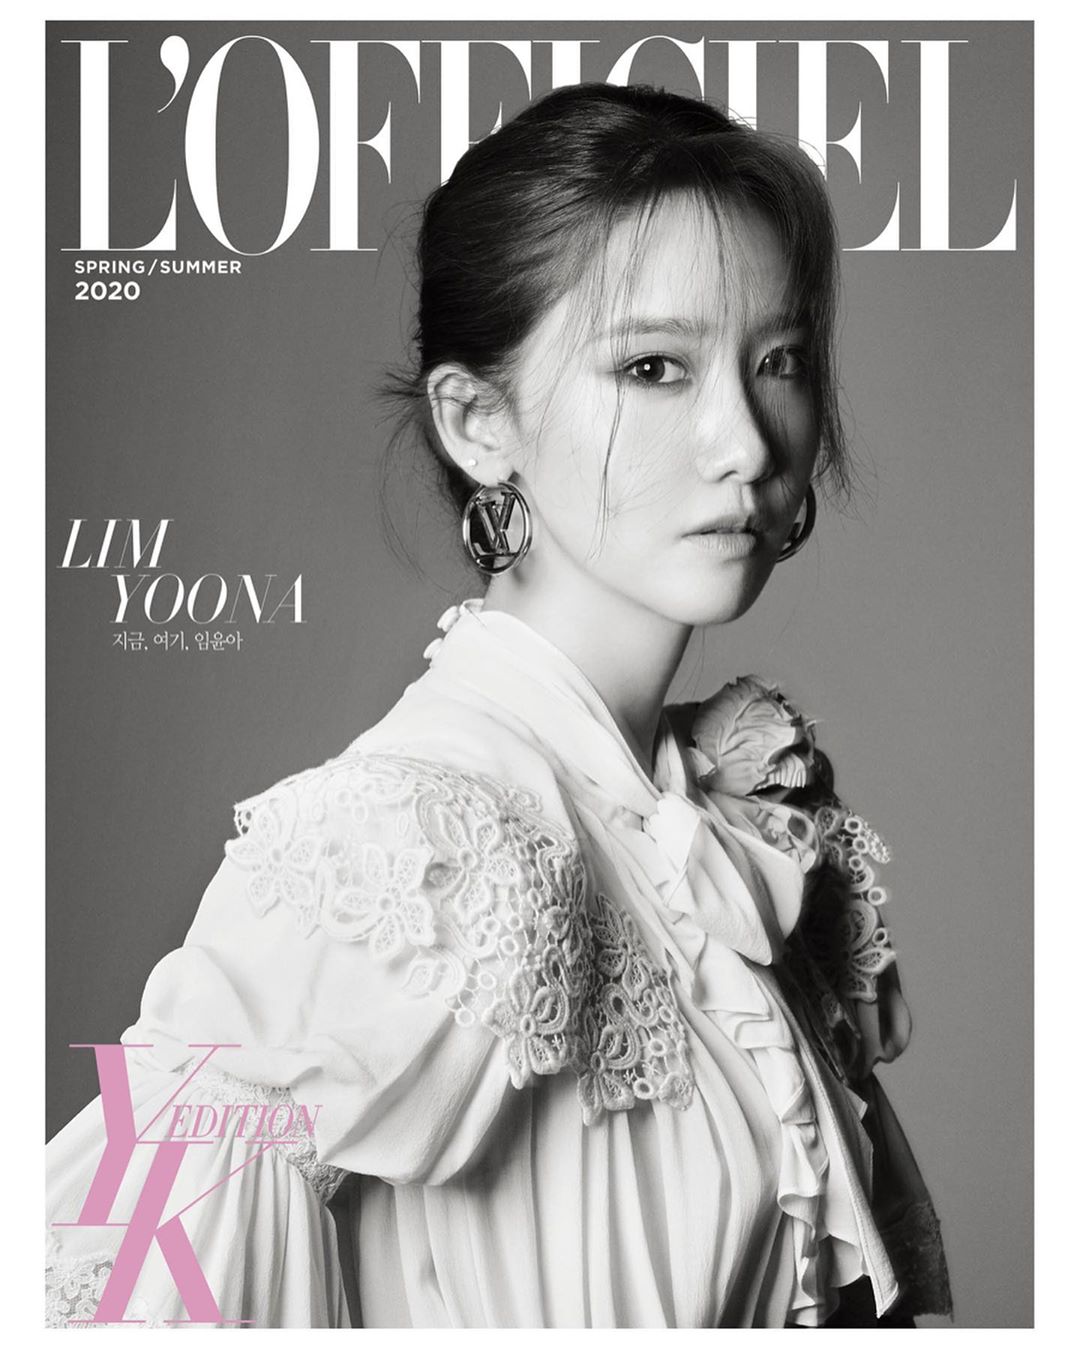 L'OFFICIEL
SPRING/SUMMER
2020
LIM
YOONA
지금, 여기, 임윤아
Y EDITION
K